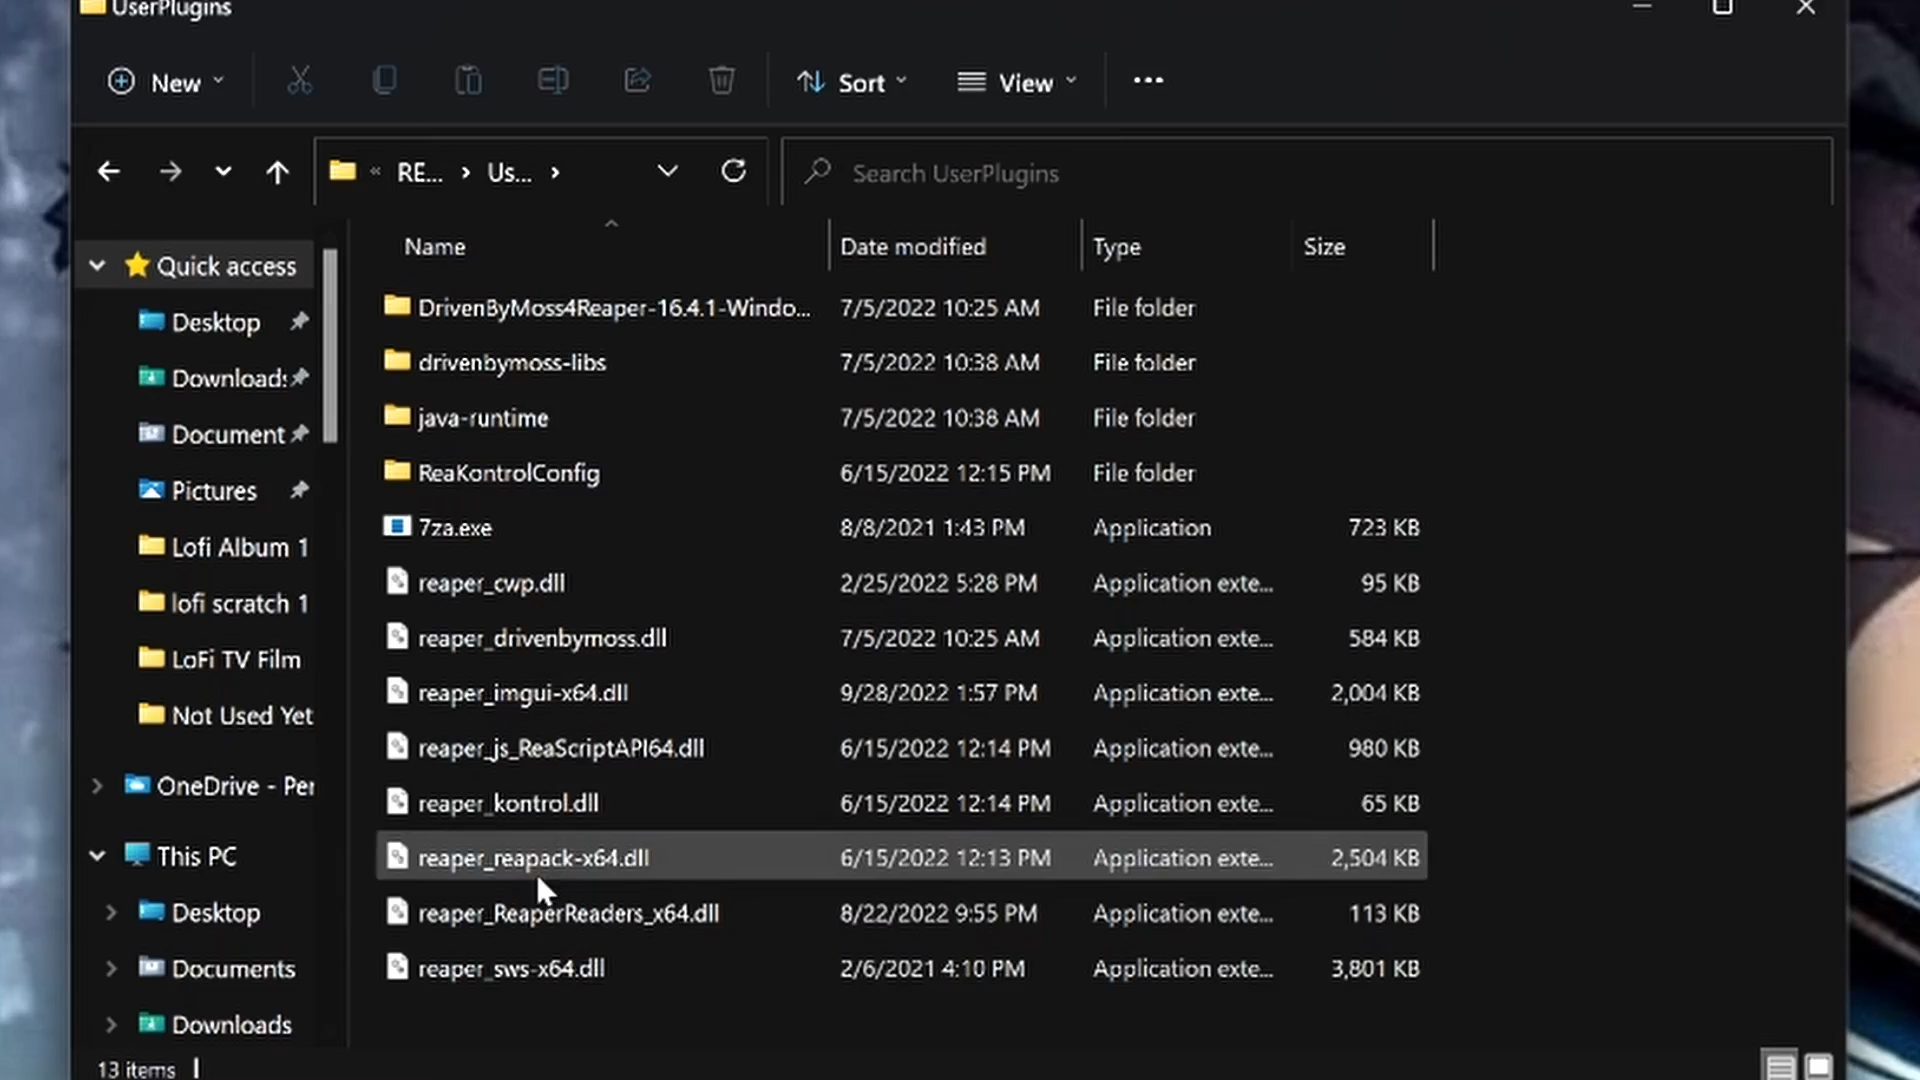 UserPlugins
New Sort View
« RE... › Us... › Search UserPlugins
Name Date modified Type Size
Quick access
Desktop
Downloads
Document
Pictures
Lofi Album 1
lofi scratch 1
LoFi TV Film
Not Used Yet
OneDrive - Per
This PC
Desktop
Documents
Downloads
DrivenByMoss4Reaper-16.4.1-Windo... 7/5/2022 10:25 AM File folder
drivenbymoss-libs 7/5/2022 10:38 AM File folder
java-runtime 7/5/2022 10:38 AM File folder
ReaKontrolConfig 6/15/2022 12:15 PM File folder
7za.exe 8/8/2021 1:43 PM Application 723 KB
reaper_cwp.dll 2/25/2022 5:28 PM Application exte... 95 KB
reaper_drivenbymoss.dll 7/5/2022 10:25 AM Application exte... 584 KB
reaper_imgui-x64.dll 9/28/2022 1:57 PM Application exte... 2,004 KB
reaper_js_ReaScriptAPI64.dll 6/15/2022 12:14 PM Application exte... 980 KB
reaper_kontrol.dll 6/15/2022 12:14 PM Application exte... 65 KB
reaper_reapack-x64.dll 6/15/2022 12:13 PM Application exte... 2,504 KB
reaper_ReaperReaders_x64.dll 8/22/2022 9:55 PM Application exte... 113 KB
reaper_sws-x64.dll 2/6/2021 4:10 PM Application exte... 3,801 KB
13 items